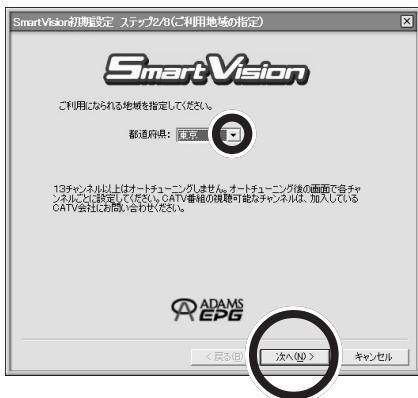 SmartVision初期設定 ステップ2/8(ご利用地域の指定)
SmartVision
ご利用になられる地域を指定してください。
都道府県: 東京
13チャンネル以上はオートチューニングしません。オートチューニング後の画面で各チャ
ンネルごとに設定してください。CATV番組の視聴可能なチャンネルは、加入している
CATV会社にお問い合わせください。
ADAMS
EPG
< 戻る(B) 次へ(N) > キャンセル